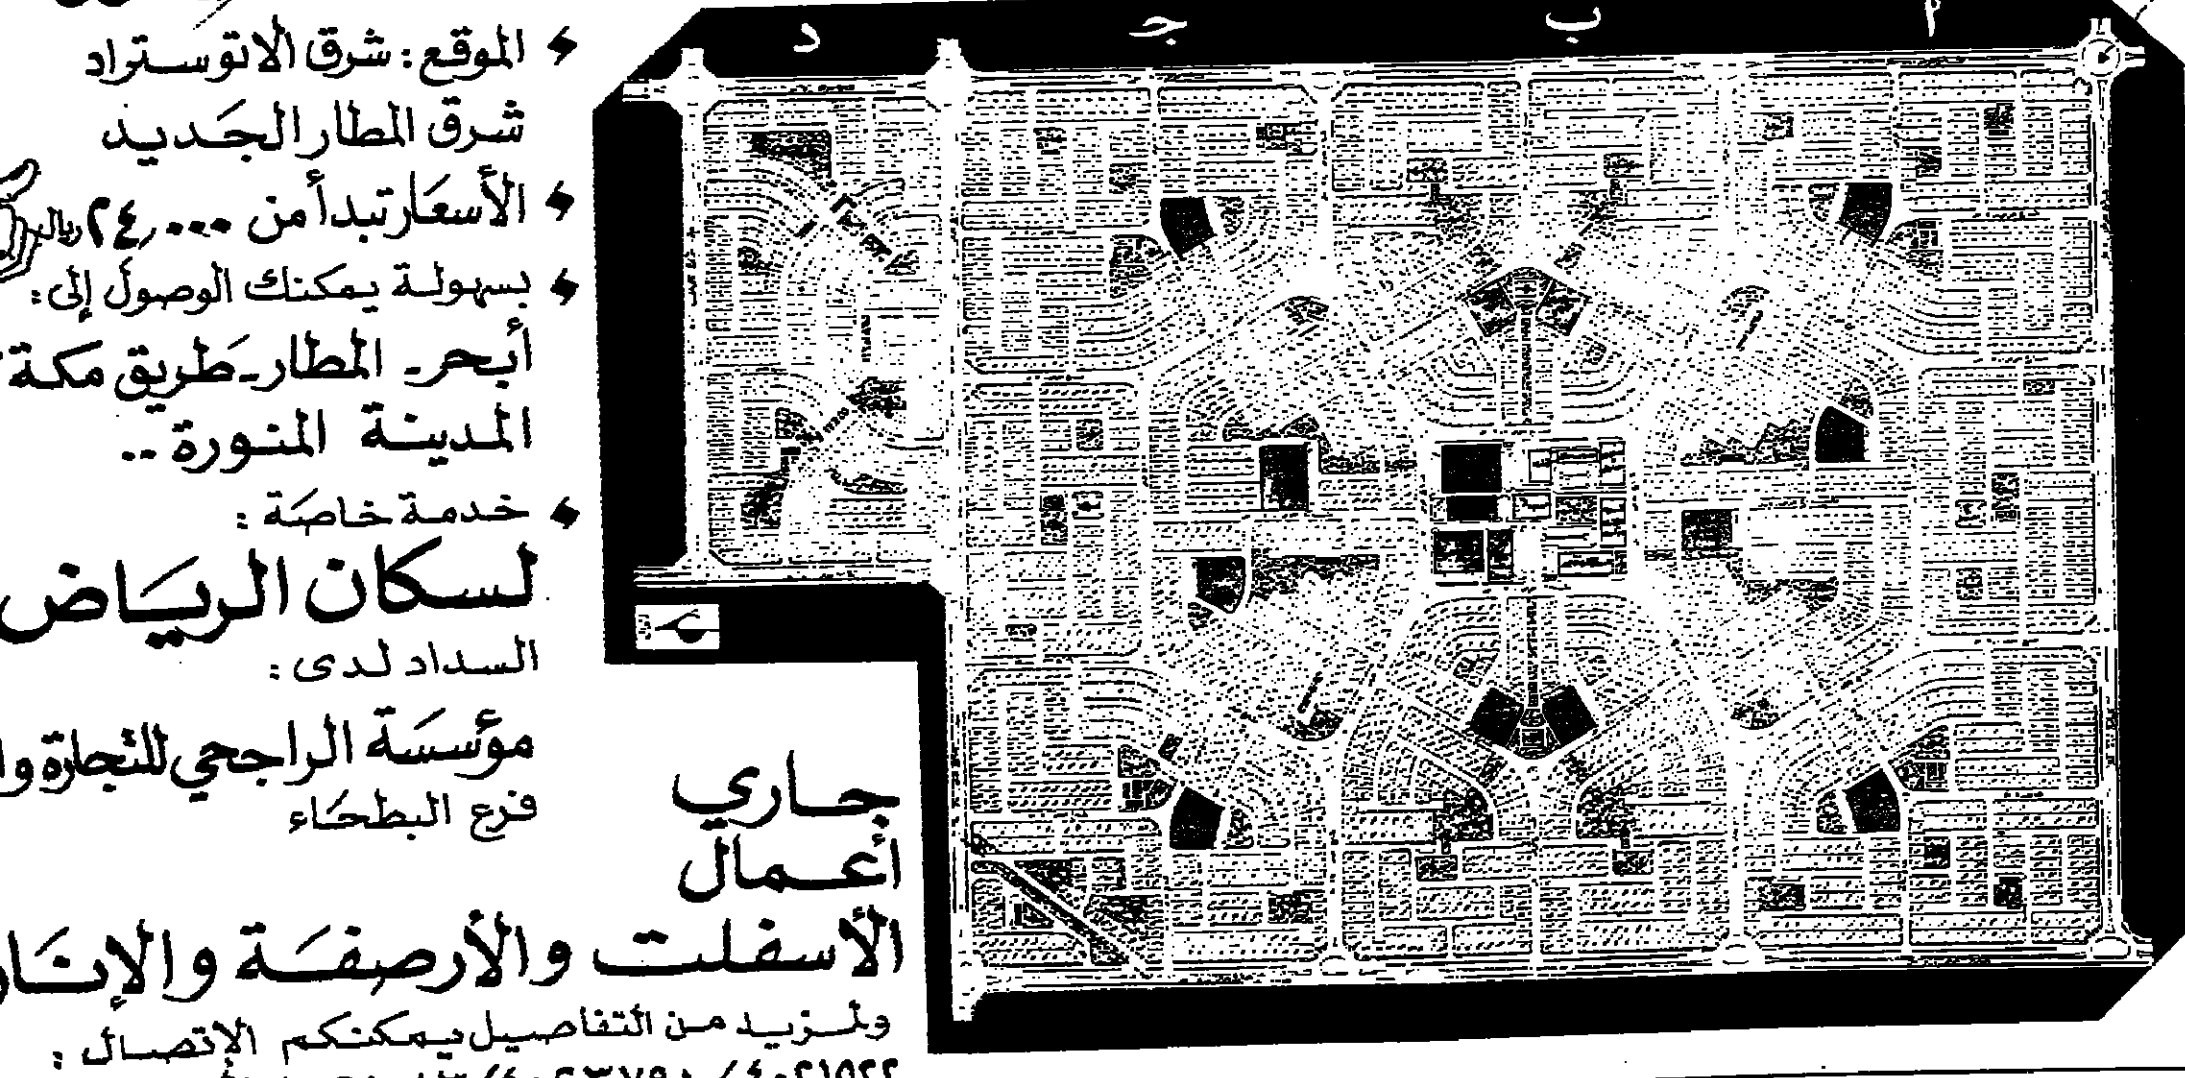 أ ب جـ د
الموقع: شرق الاتوستراد
شرق المطار الجديد
الأسعار تبدأ من ٢٤,٠٠٠ ريال
بسهولة يمكنك الوصول إلى:
أبحر ـ المطار ـ طريق مكة
المدينة المنورة ..
خدمة خاصة:
لسكان الرياض
السداد لدى:
مؤسسة الراجحي للتجارة
فرع البطحاء
جاري
أعمال
الأسفلت والأرصفة
ولمزيد من التفاصيل يمكنكم الإتصال:
٤٠٢١٥٢٢